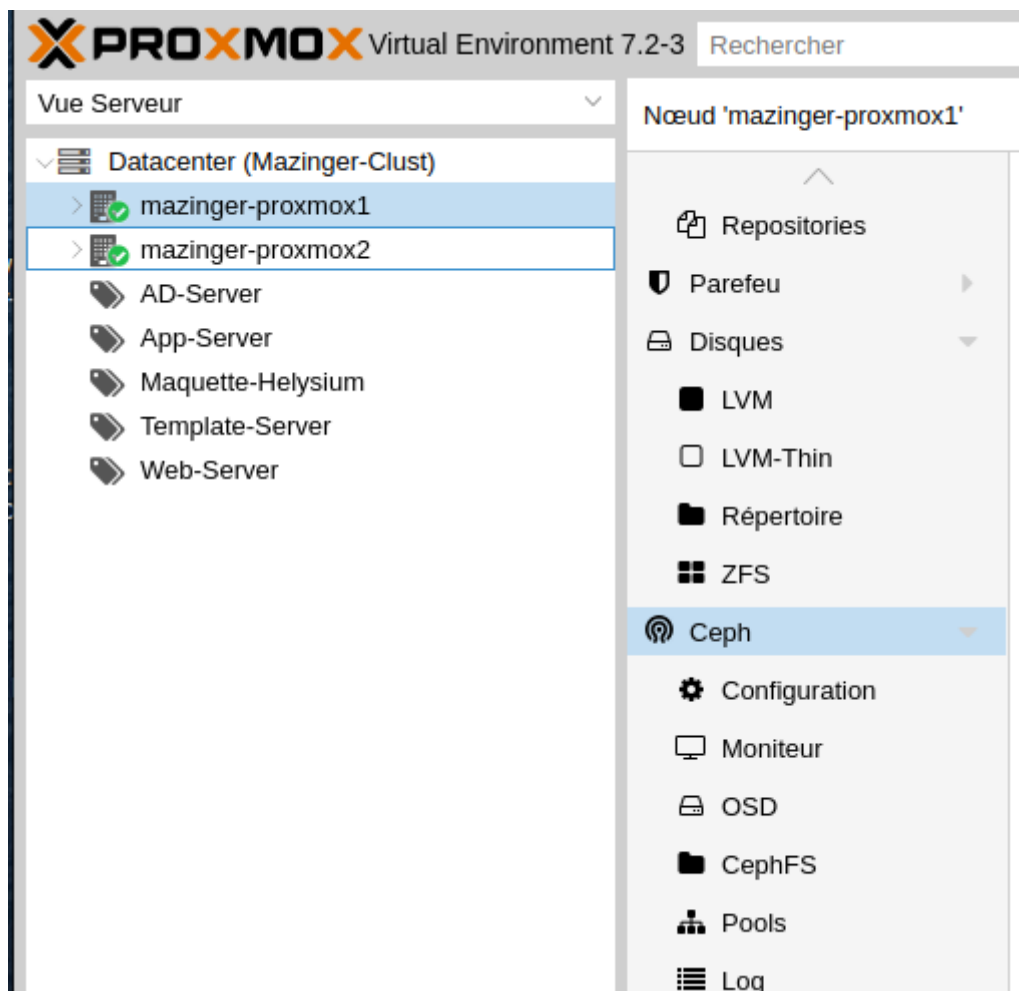 PROXMOX Virtual Environment 7.2-3 Rechercher
Vue Serveur
Datacenter (Mazinger-Clust)
mazinger-proxmox1
mazinger-proxmox2
AD-Server
App-Server
Maquette-Helysium
Template-Server
Web-Server
Nœud 'mazinger-proxmox1'
Repositories
Parefeu
Disques
LVM
LVM-Thin
Répertoire
ZFS
Ceph
Configuration
Moniteur
OSD
CephFS
Pools
Log